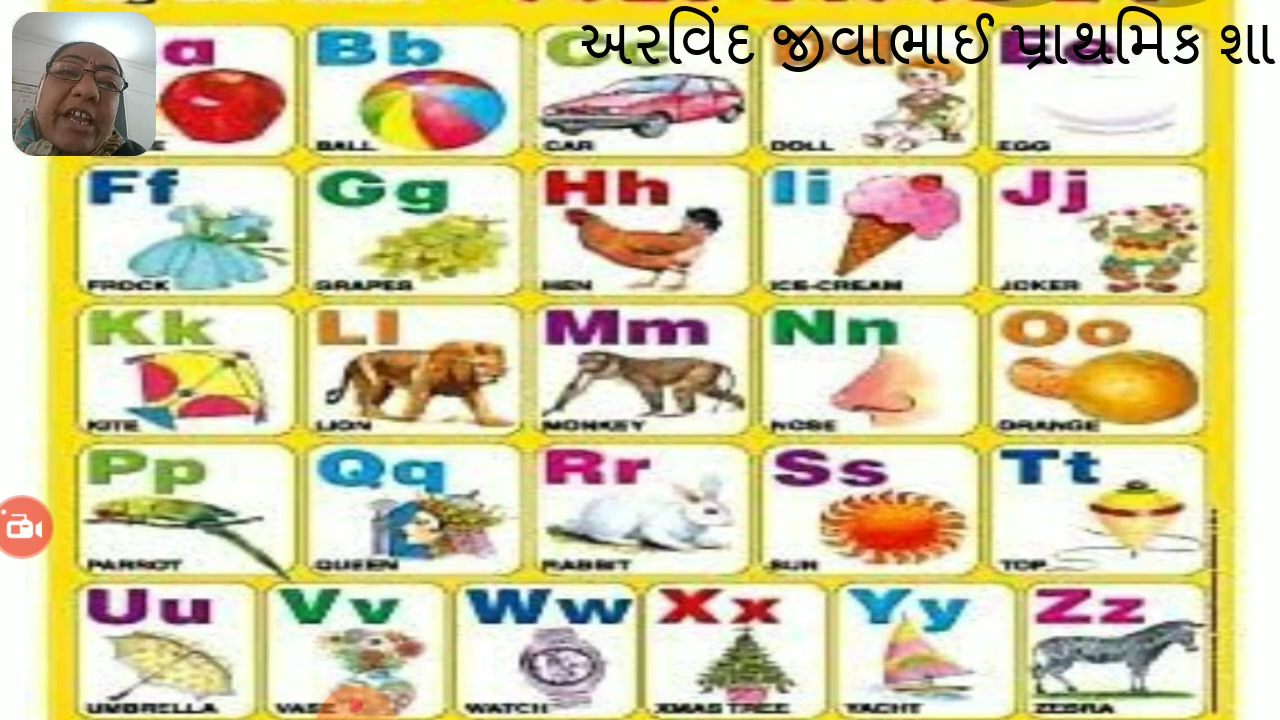 અરવિંદ જીવાભાઈ પ્રાથમિક શા
a Bb
BALL CAR DOLL EGG
Ff Gg Hh Ii Jj
FROCK GRAPES HEN ICE-CREAM JOKER
Kk Ll Mm Nn Oo
KITE LION MONKEY NOSE ORANGE
Pp Qq Rr Ss Tt
PARROT QUEEN RABBIT SUN TOP
Uu Vv Ww Xx Yy Zz
UMBRELLA VASE WATCH XMAS TREE YACHT ZEBRA